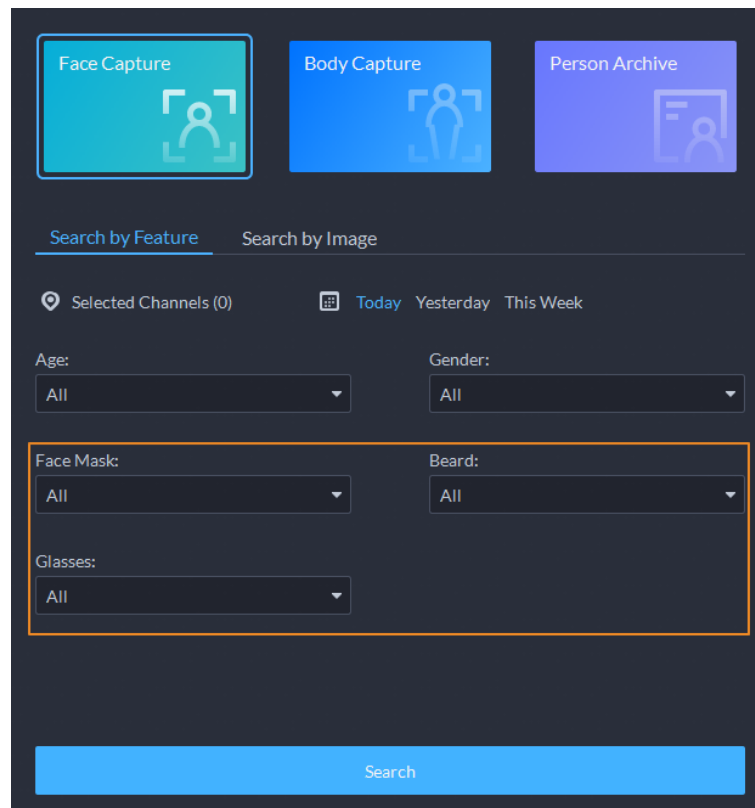 Face Capture
Body Capture
Person Archive
Search by Feature
Search by Image
Selected Channels (0)
Today
Yesterday
This Week
Age:
Gender:
All
All
Face Mask:
Beard:
All
All
Glasses:
All
Search